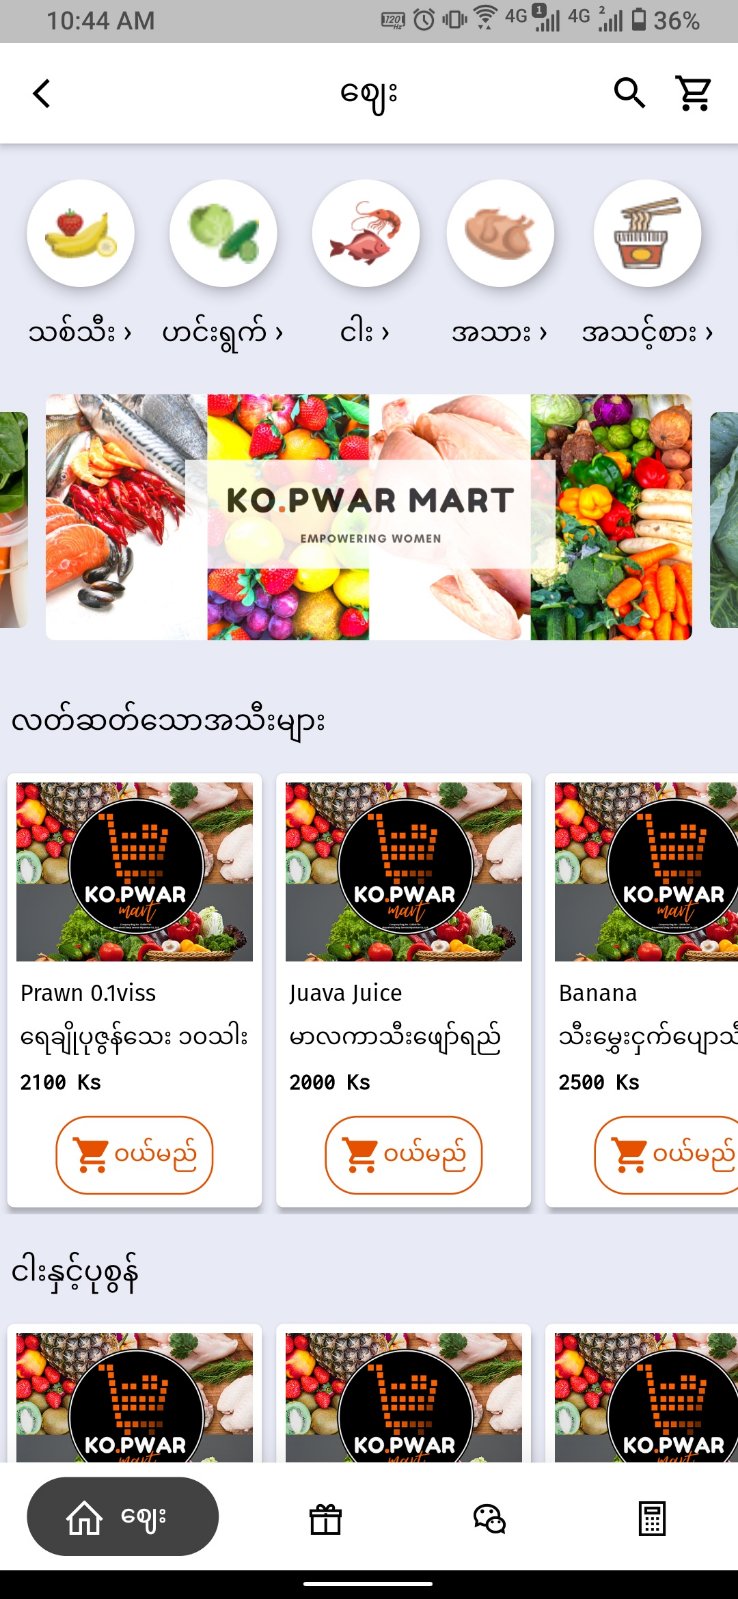 10:44 AM
120Hz 4G 1 4G 2 36%
ဈေး
သစ်သီး › ဟင်းရွက် › ငါး › အသား › အသင့်စား ›
KO.PWAR MART
EMPOWERING WOMEN
လတ်ဆတ်သောအသီးများ
KO.PWAR KO.PWAR KO.PWAR
mart mart mart
Prawn 0.1viss Juava Juice Banana
ရေချိုပုဇွန်သေး ၁၀သါး မာလကာသီးဖျော်ရည် သီးမွှေးငှက်ပျောသီ
2100 Ks 2000 Ks 2500 Ks
ဝယ်မည် ဝယ်မည် ဝယ်မည်
ငါးနှင့်ပုစွန်
KO.PWAR KO.PWAR KO.PWAR
ဈေး